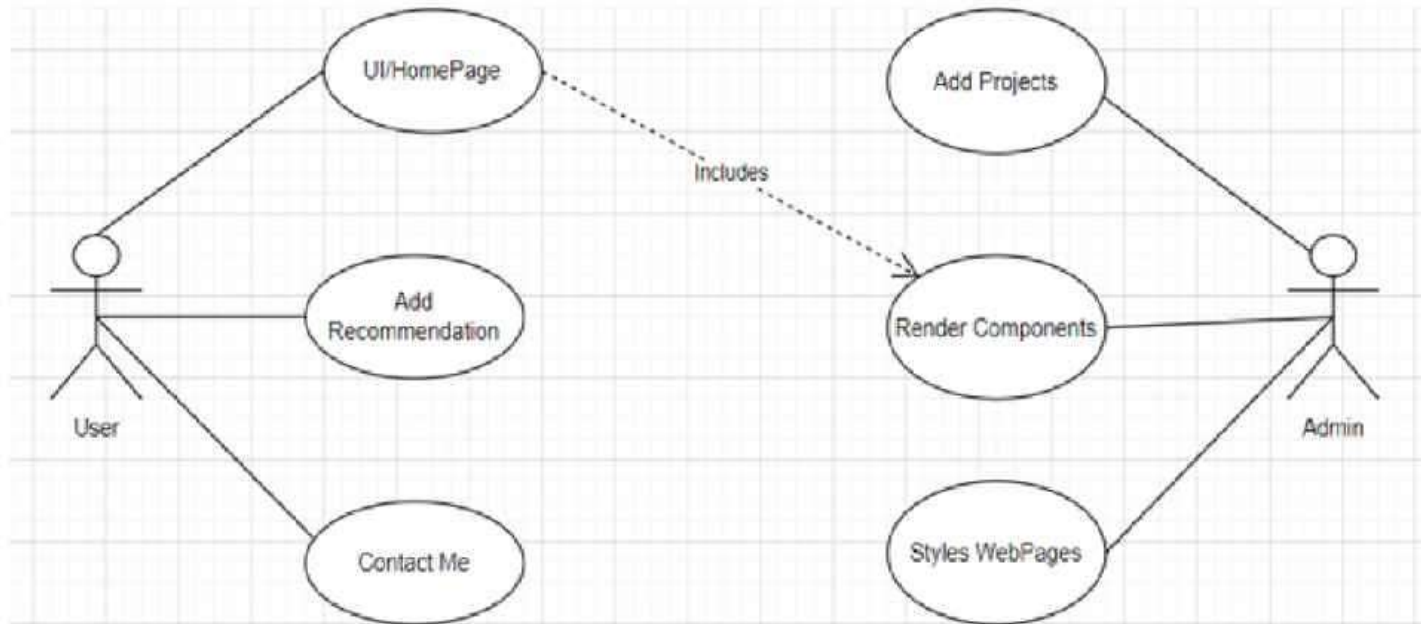 UI/HomePage
Add Projects
Includes
Add
Recommendation
Render Components
User
Admin
Contact Me
Styles WebPages